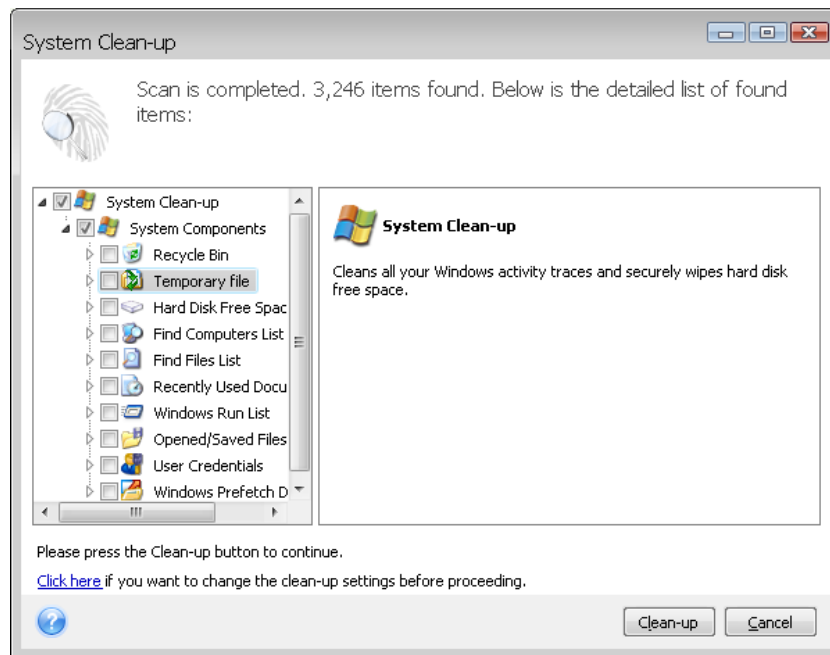 System Clean-up
Scan is completed. 3,246 items found. Below is the detailed list of found
items:
System Clean-up
System Components
Recycle Bin
Temporary file
Hard Disk Free Spac
Find Computers List
Find Files List
Recently Used Docu
Windows Run List
Opened/Saved Files
User Credentials
Windows Prefetch D
System Clean-up
Cleans all your Windows activity traces and securely wipes hard disk
free space.
Please press the Clean-up button to continue.
Click here if you want to change the clean-up settings before proceeding.
?
Clean-up
Cancel